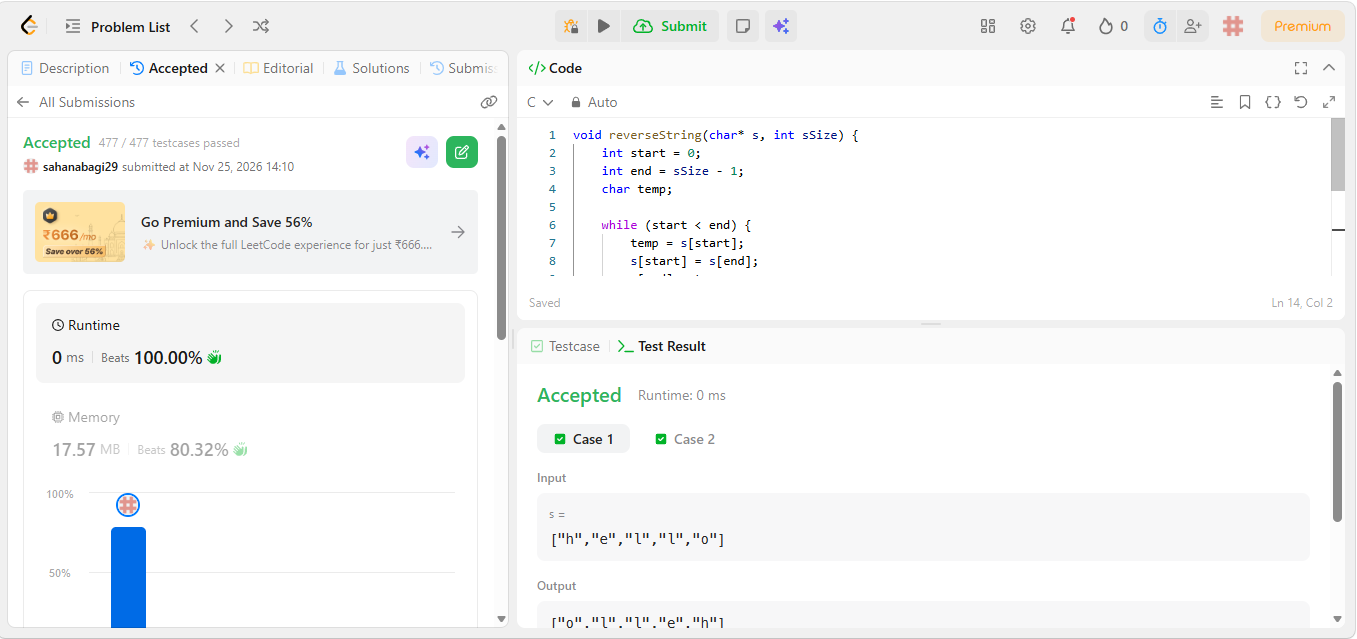 Problem List
Submit
0
Premium
Description
Accepted
Editorial
Solutions
Submis
All Submissions
Accepted 477 / 477 testcases passed
sahanabagi29 submitted at Nov 25, 2026 14:10
₹666 /mo
Save over 56%
Go Premium and Save 56%
Unlock the full LeetCode experience for just ₹666....
Runtime
0 ms Beats 100.00%
Memory
17.57 MB Beats 80.32%
100%
50%
</> Code
C Auto
1 void reverseString(char* s, int sSize) {
2 int start = 0;
3 int end = sSize - 1;
4 char temp;
5
6 while (start < end) {
7 temp = s[start];
8 s[start] = s[end];
Saved
Ln 14, Col 2
Testcase
Test Result
Accepted Runtime: 0 ms
Case 1
Case 2
Input
s =
["h","e","l","l","o"]
Output
["o","l","l","e","h"]